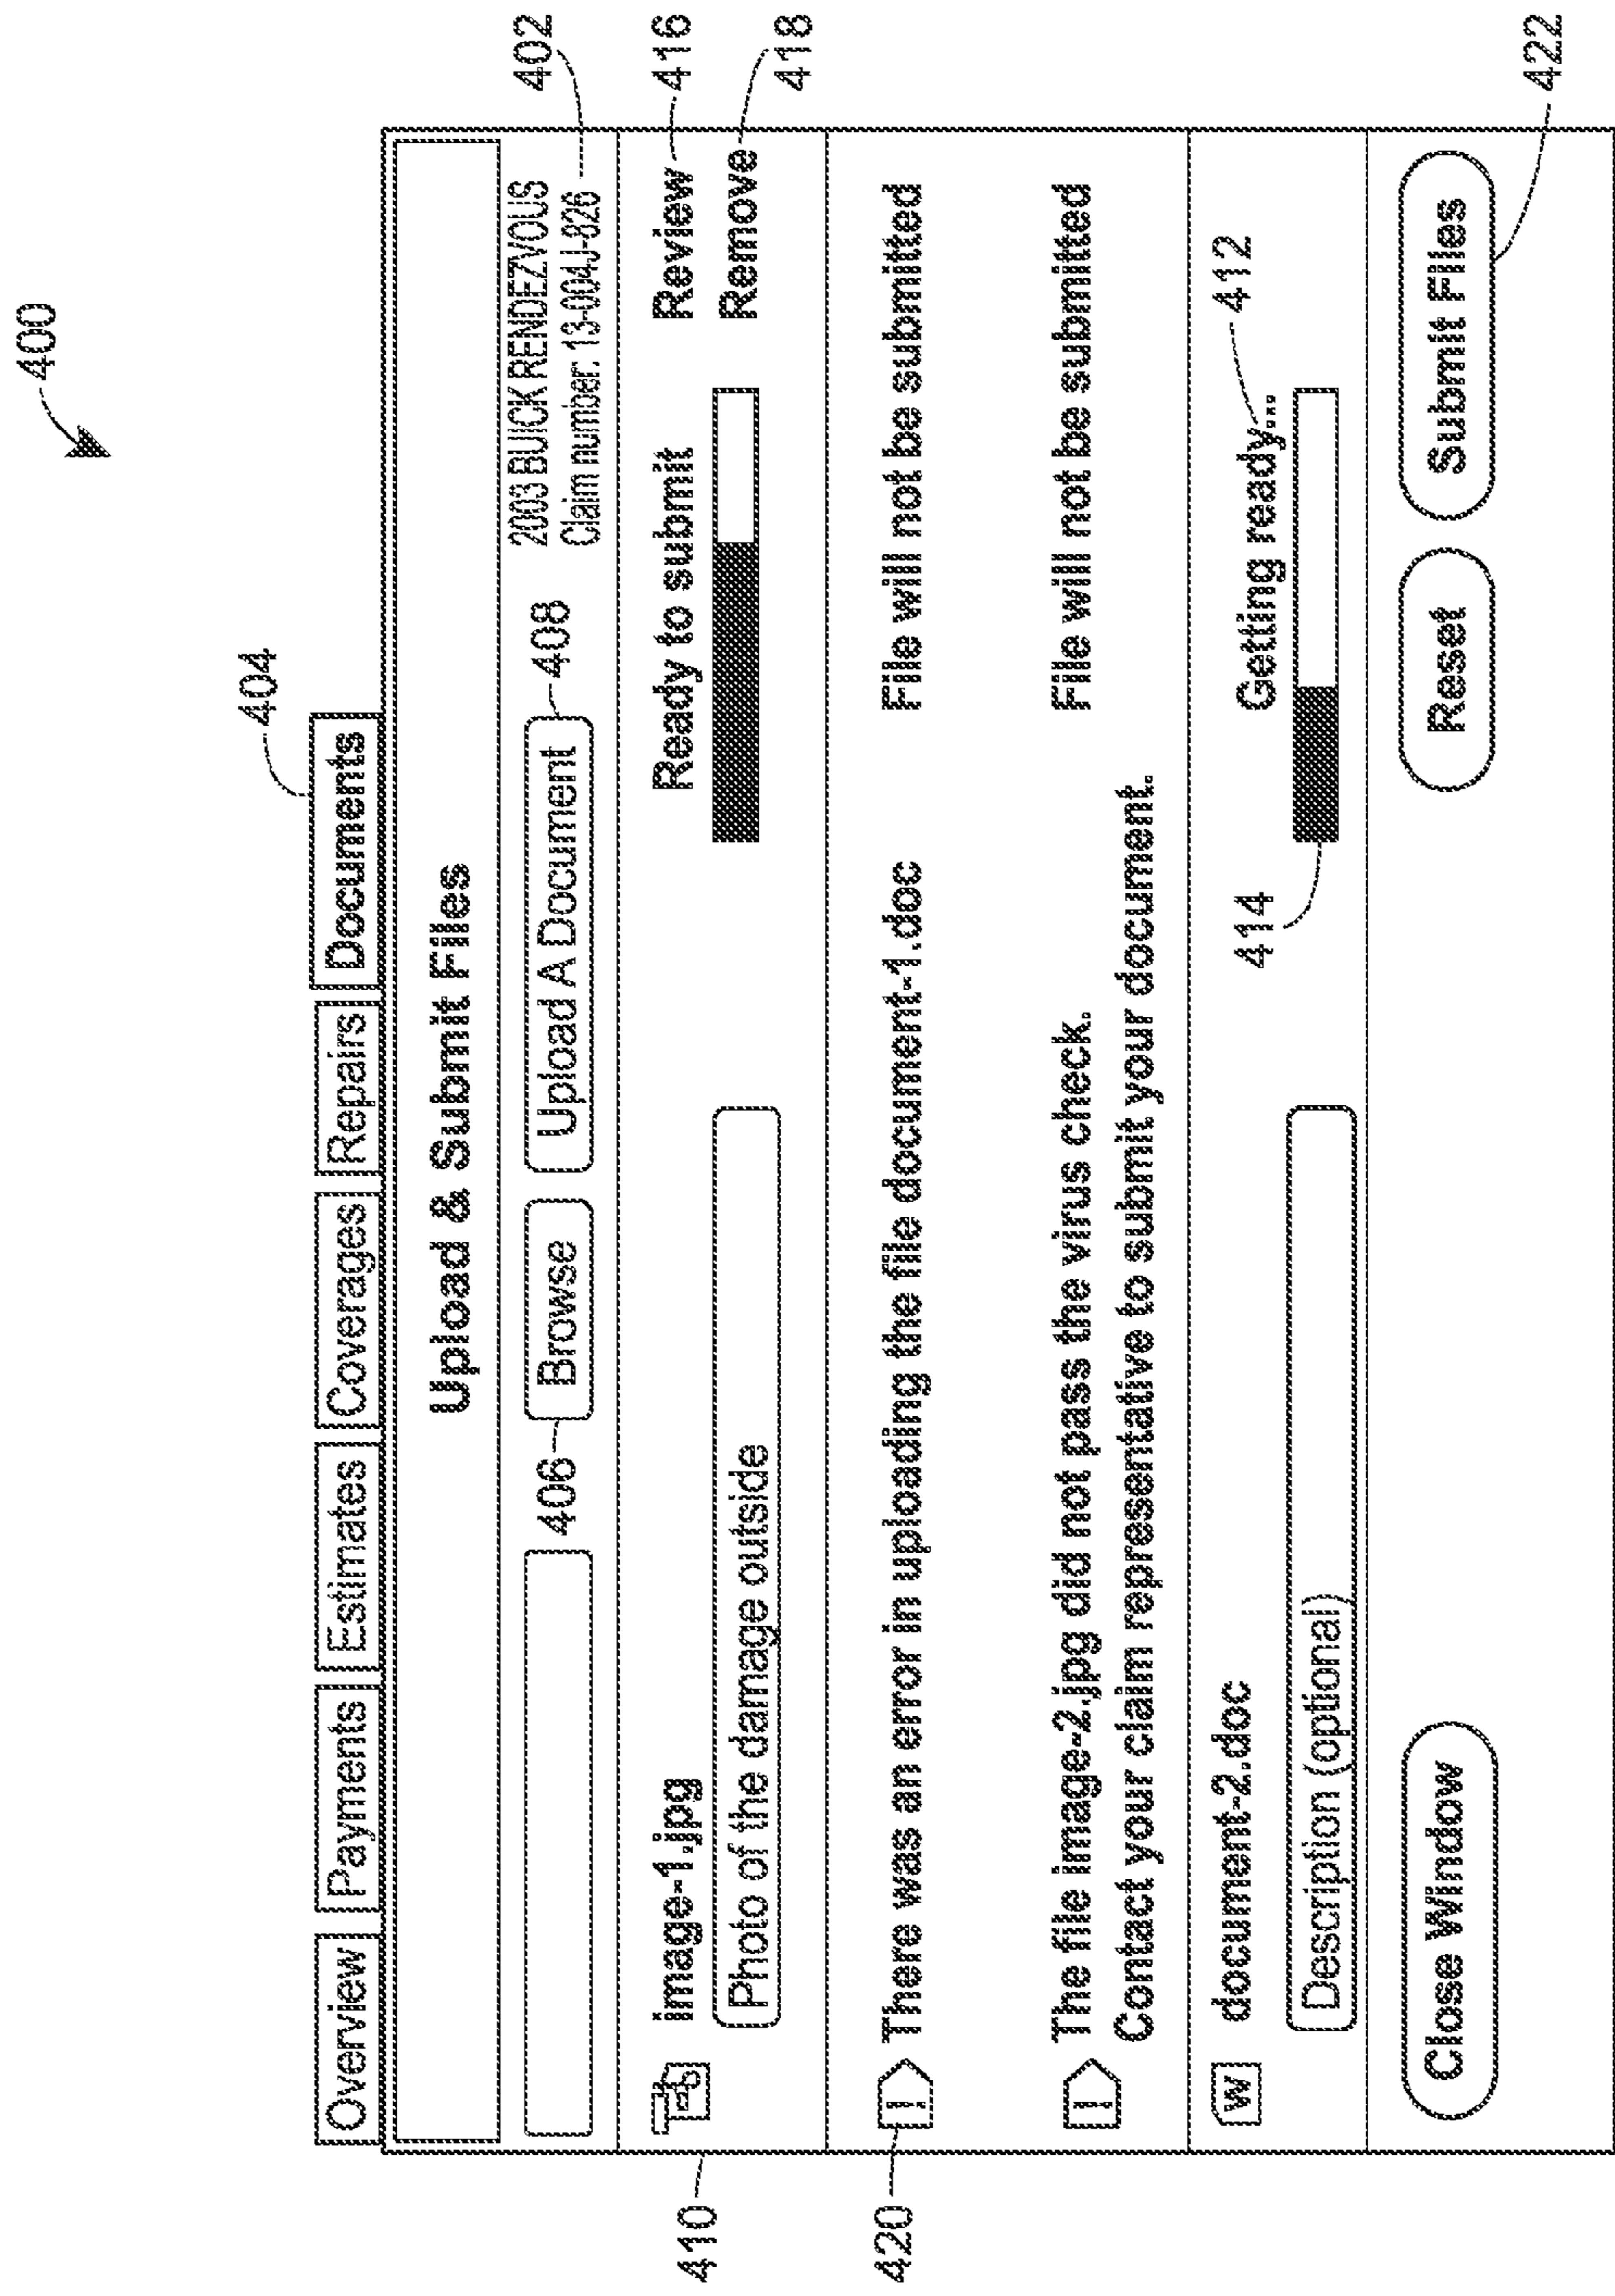 400
404
Overview Payments Estimates Coverages Repairs Documents
Upload & Submit Files
406 Browse Upload A Document 408
2003 BUICK RENDEZVOUS
Claim number: 13-004J-826
402
410
image-1.jpg Ready to submit Review 416
Photo of the damage outside Remove 418
420
! There was an error in uploading the file document-1.doc File will not be submitted
! The file image-2.jpg did not pass the virus check. File will not be submitted
Contact your claim representative to submit your document.
W document-2.doc Getting ready... 412
Description (optional) 414
Close Window Reset Submit Files
422